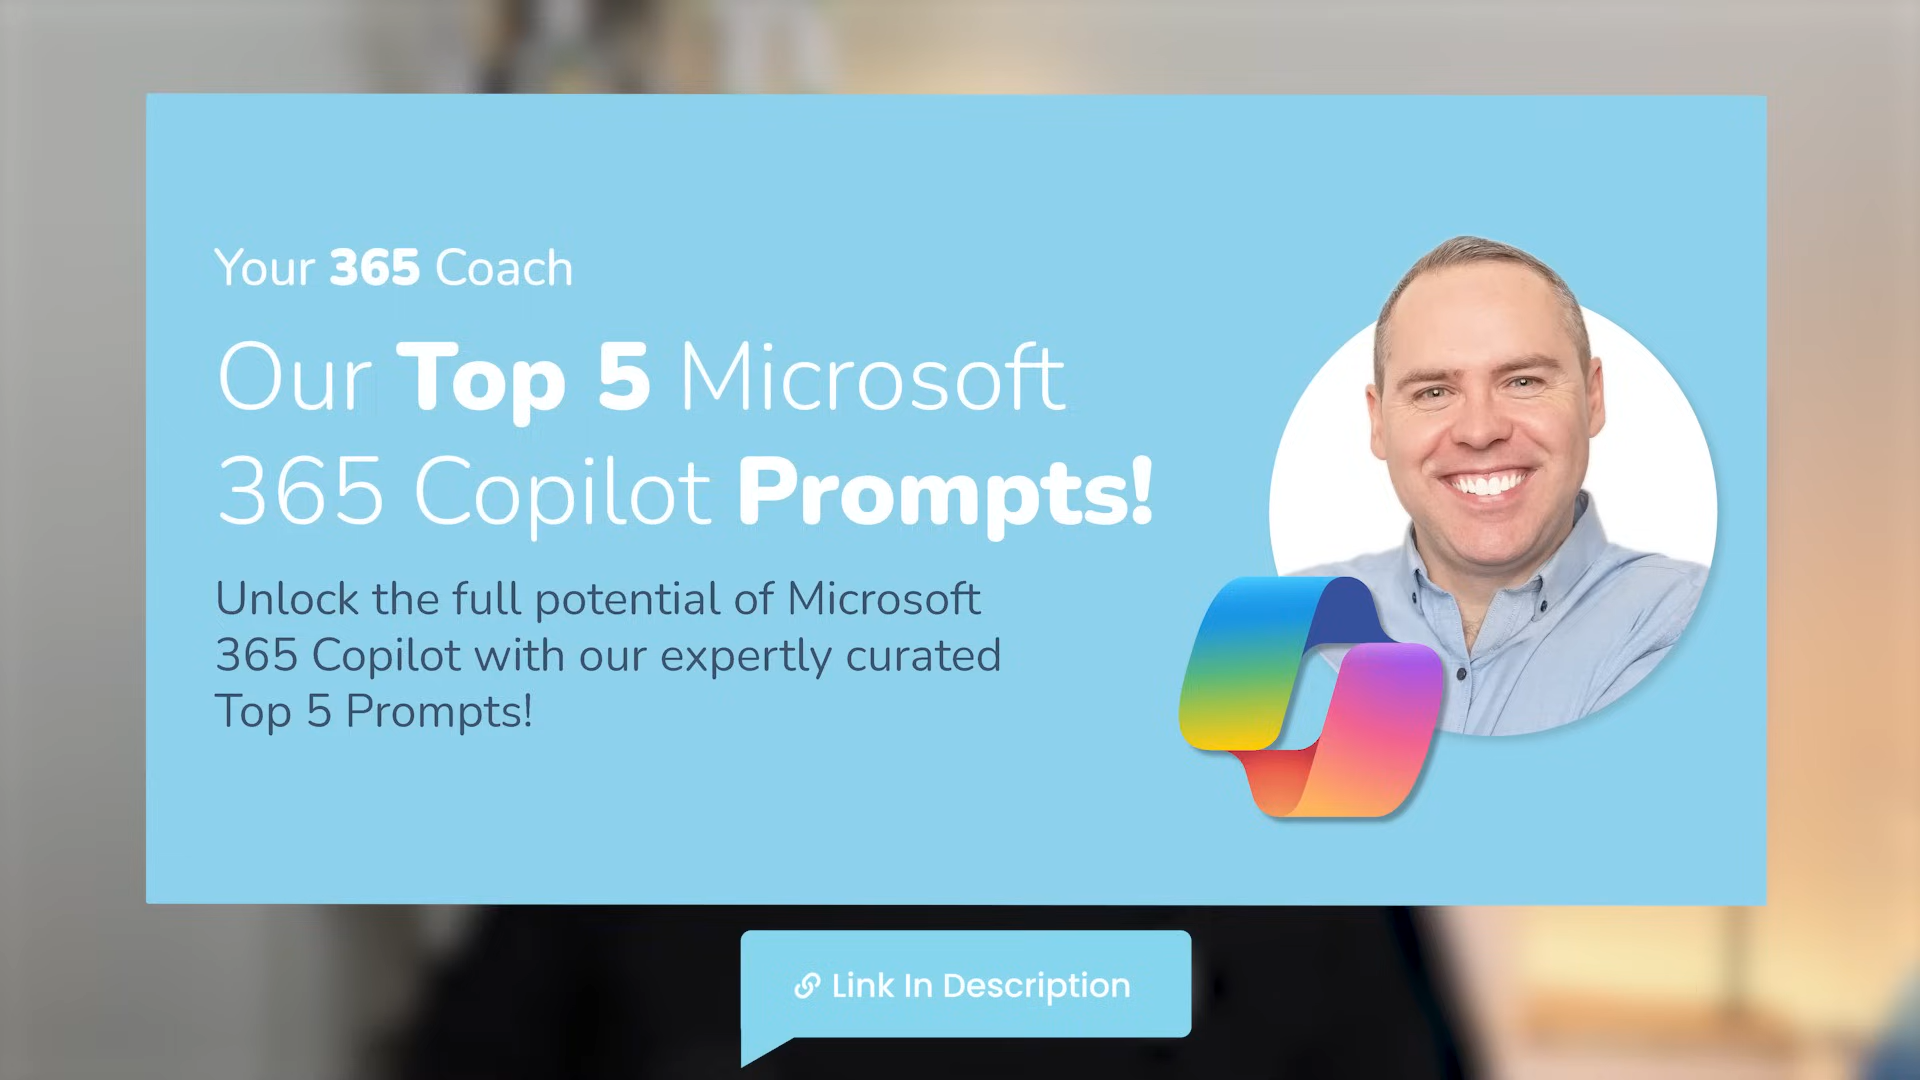 Your 365 Coach
Our Top 5 Microsoft
365 Copilot Prompts!
Unlock the full potential of Microsoft
365 Copilot with our expertly curated
Top 5 Prompts!
Link In Description